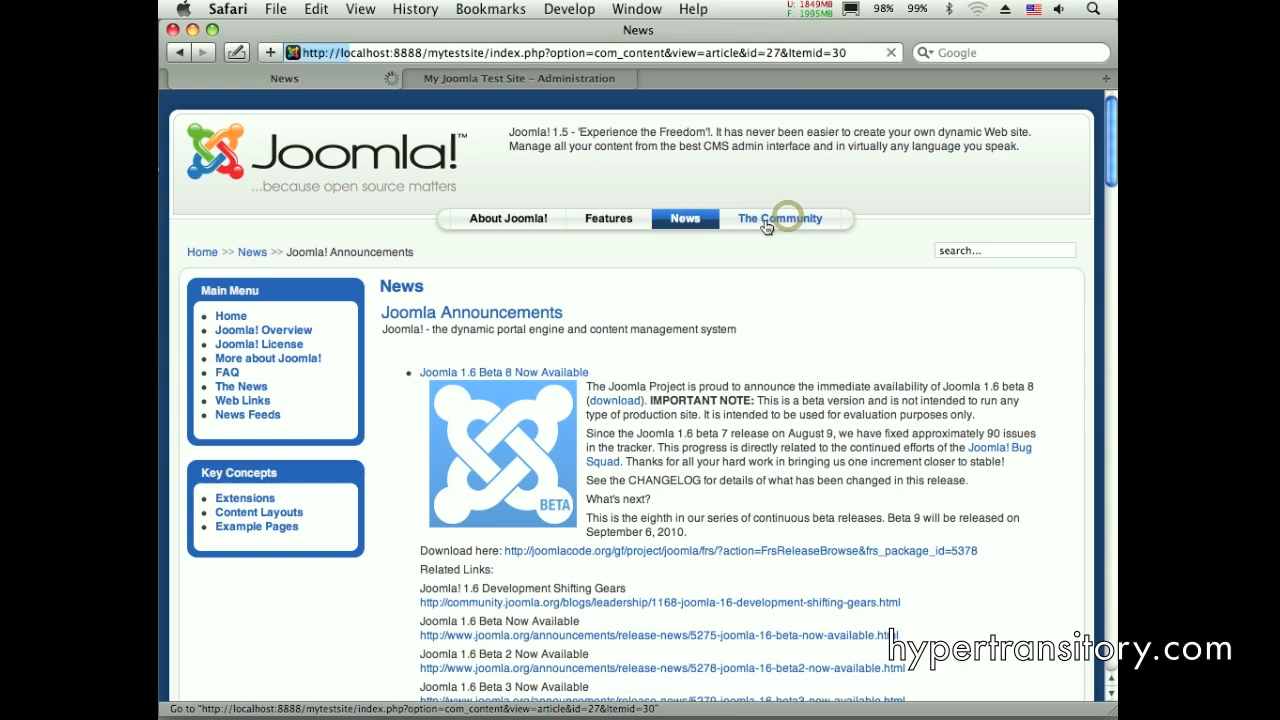 Safari File Edit View History Bookmarks Develop Window Help U: 1849MB F: 1995MB 98% 99%
News
http://localhost:8888/mytestsite/index.php?option=com_content&view=article&id=27&Itemid=30 Google
News My Joomla Test Site – Administration
Joomla!™
...because open source matters
Joomla! 1.5 - 'Experience the Freedom'!. It has never been easier to create your own dynamic Web site.
Manage all your content from the best CMS admin interface and in virtually any language you speak.
About Joomla! Features News The Community
Home >> News >> Joomla! Announcements search...
Main Menu
Home
Joomla! Overview
Joomla! License
More about Joomla!
FAQ
The News
Web Links
News Feeds
Key Concepts
Extensions
Content Layouts
Example Pages
News
Joomla Announcements
Joomla! - the dynamic portal engine and content management system
Joomla 1.6 Beta 8 Now Available
BETA
The Joomla Project is proud to announce the immediate availability of Joomla 1.6 beta 8
(download). IMPORTANT NOTE: This is a beta version and is not intended to run any
type of production site. It is intended to be used for evaluation purposes only.
Since the Joomla 1.6 beta 7 release on August 9, we have fixed approximately 90 issues
in the tracker. This progress is directly related to the continued efforts of the Joomla! Bug
Squad. Thanks for all your hard work in bringing us one increment closer to stable!
See the CHANGELOG for details of what has been changed in this release.
What's next?
This is the eighth in our series of continuous beta releases. Beta 9 will be released on
September 6, 2010.
Download here: http://joomlacode.org/gf/project/joomla/frs/?action=FrsReleaseBrowse&frs_package_id=5378
Related Links:
Joomla! 1.6 Development Shifting Gears
http://community.joomla.org/blogs/leadership/1168-joomla-16-development-shifting-gears.html
Joomla 1.6 Beta Now Available
http://www.joomla.org/announcements/release-news/5275-joomla-16-beta-now-available.html
Joomla 1.6 Beta 2 Now Available
http://www.joomla.org/announcements/release-news/5278-joomla-16-beta2-now-available.html
Joomla 1.6 Beta 3 Now Available
http://www.joomla.org/announcements/release-news/5279-joomla-16-beta3-now-available.html
hypertransitory.com
Go to "http://localhost:8888/mytestsite/index.php?option=com_content&view=article&id=27&Itemid=30"